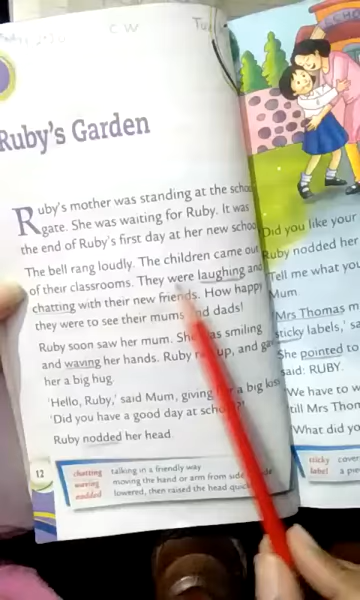 C W
Ruby's Garden
Ruby's mother was standing at the
gate. She was waiting for Ruby. It was
the end of Ruby's first day at her new
The bell rang loudly. The children came out
of their classrooms. They were laughing and
chatting with their new friends. How happy
they were to see their mums and dads!
Ruby soon saw her mum. She was smiling
and waving her hands. Ruby up, and
her a big hug.
'Hello, Ruby,' said Mum, giving a big
'Did you have a good day at
Ruby nodded her head.
12
chatting talking in a friendly way
waving moving the hand or arm from side
nodded lowered, then raised the head
Did you like your
Ruby nodded her
Tell me what you
Mum.
'Mrs Thomas
sticky labels,'
She pointed to
said: RUBY.
'We have to
till Mrs
'What did
sticky
label a